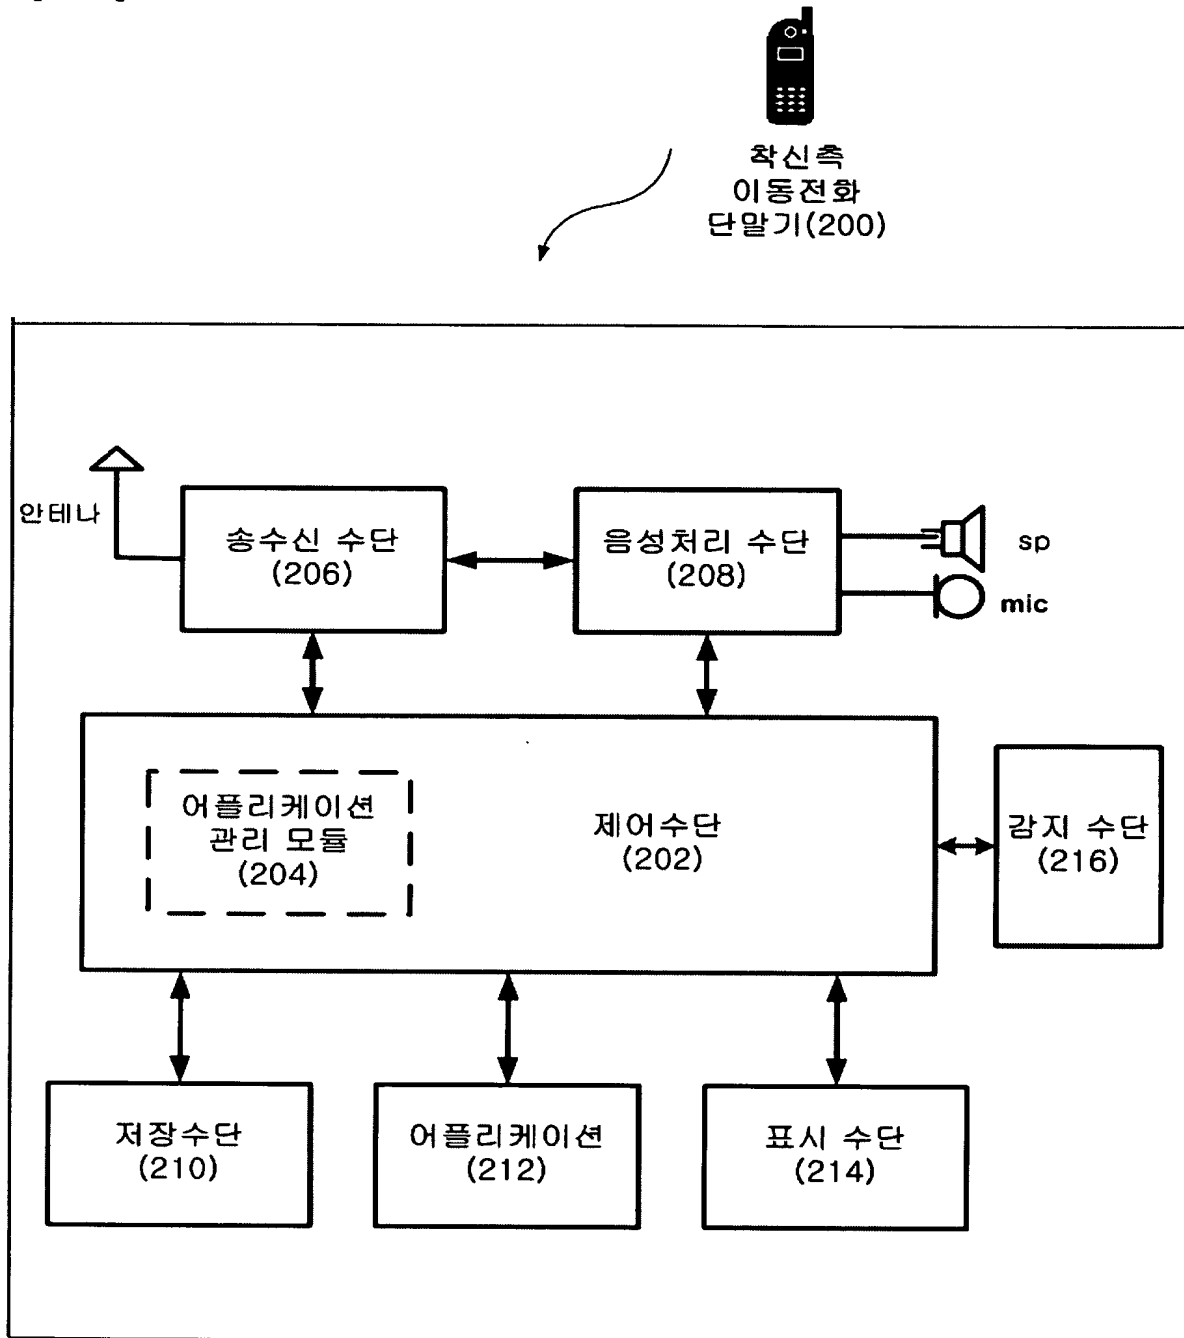 착신측
이동전화
단말기(200)
안테나
송수신 수단
(206)
음성처리 수단
(208)
sp
mic
어플리케이션
관리 모듈
(204)
제어수단
(202)
감지 수단
(216)
저장수단
(210)
어플리케이션
(212)
표시 수단
(214)